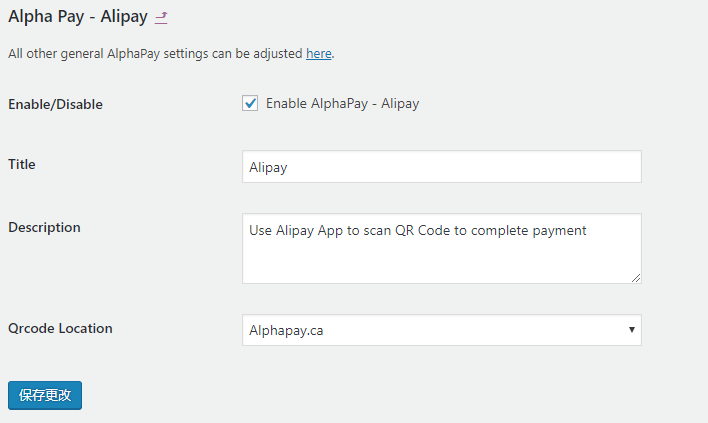 Alpha Pay - Alipay
All other general AlphaPay settings can be adjusted here.
Enable/Disable
Enable AlphaPay - Alipay
Title
Alipay
Description
Use Alipay App to scan QR Code to complete payment
Qrcode Location
Alphapay.ca
保存更改